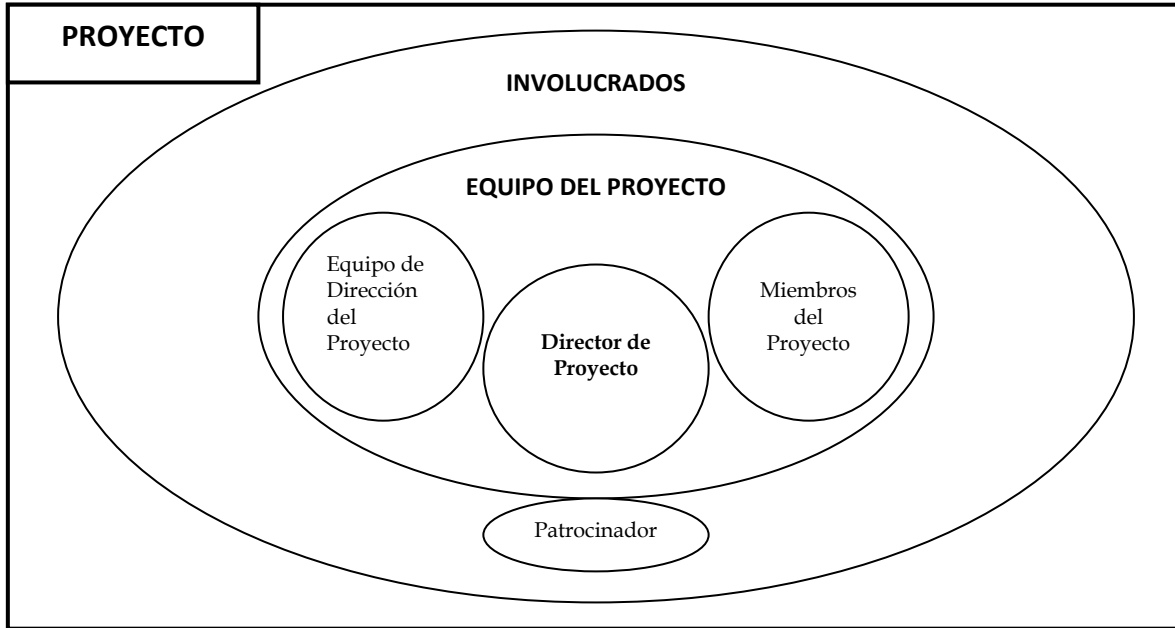 PROYECTO
INVOLUCRADOS
EQUIPO DEL PROYECTO
Equipo de
Dirección
del
Proyecto
Director de
Proyecto
Miembros
del
Proyecto
Patrocinador